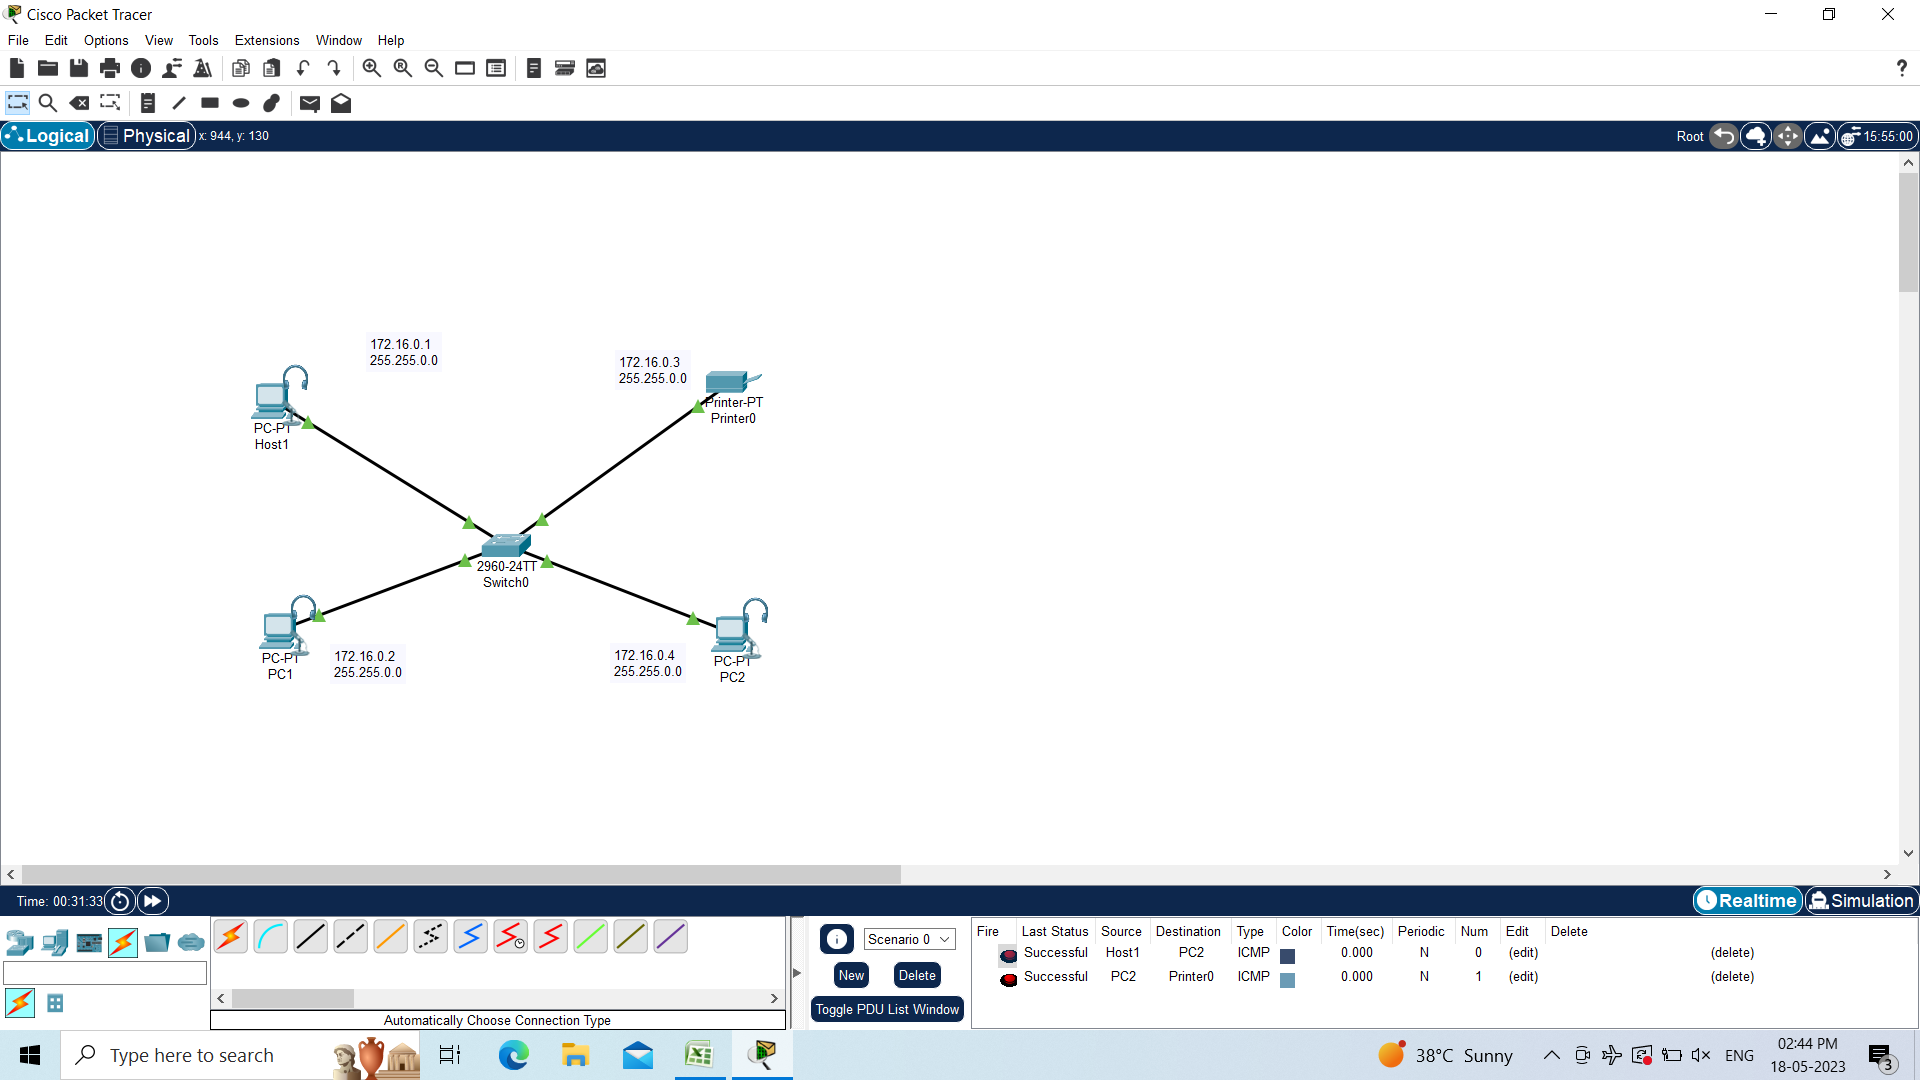 Cisco Packet Tracer
File Edit Options View Tools Extensions Window Help
?
Logical Physical x: 944, y: 130 Root 15:55:00
172.16.0.1
255.255.0.0
172.16.0.3
255.255.0.0
Printer-PT
Printer0
PC-PT
Host1
2960-24TT
Switch0
PC-PT
PC1
172.16.0.2
255.255.0.0
172.16.0.4
255.255.0.0
PC-PT
PC2
Time: 00:31:33 Realtime Simulation
Scenario 0
New Delete
Toggle PDU List Window
Fire Last Status Source Destination Type Color Time(sec) Periodic Num Edit Delete
Successful Host1 PC2 ICMP 0.000 N 0 (edit) (delete)
Successful PC2 Printer0 ICMP 0.000 N 1 (edit) (delete)
Automatically Choose Connection Type
Type here to search
38°C Sunny
ENG
02:44 PM
18-05-2023
3